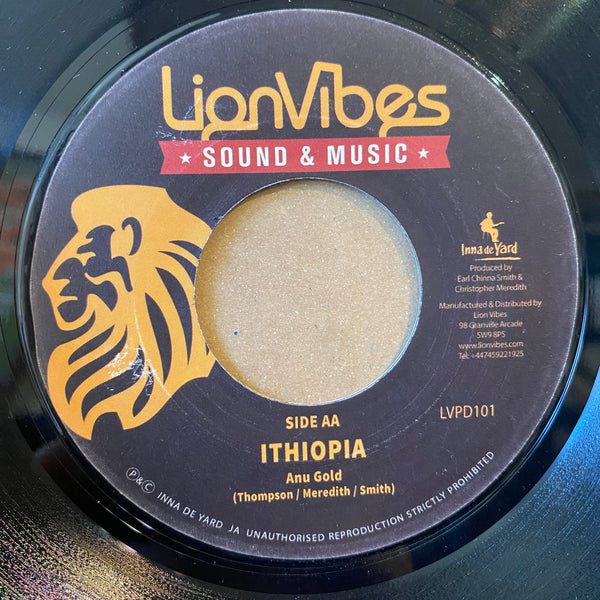 LionVibes
★ SOUND & MUSIC ★
Inna de Yard
Produced by
Earl Chinna Smith &
Christopher Meredith
Manufactured & Distributed by
Lion Vibes
98 Granville Arcade
SW9 8PS
www.lionvibes.com
Tel: +447459221925
SIDE AA
LVPD101
ITHIOPIA
Anu Gold
(Thompson / Meredith / Smith)
Ⓟ&Ⓒ INNA DE YARD JA UNAUTHORISED REPRODUCTION STRICTLY PROHIBITED